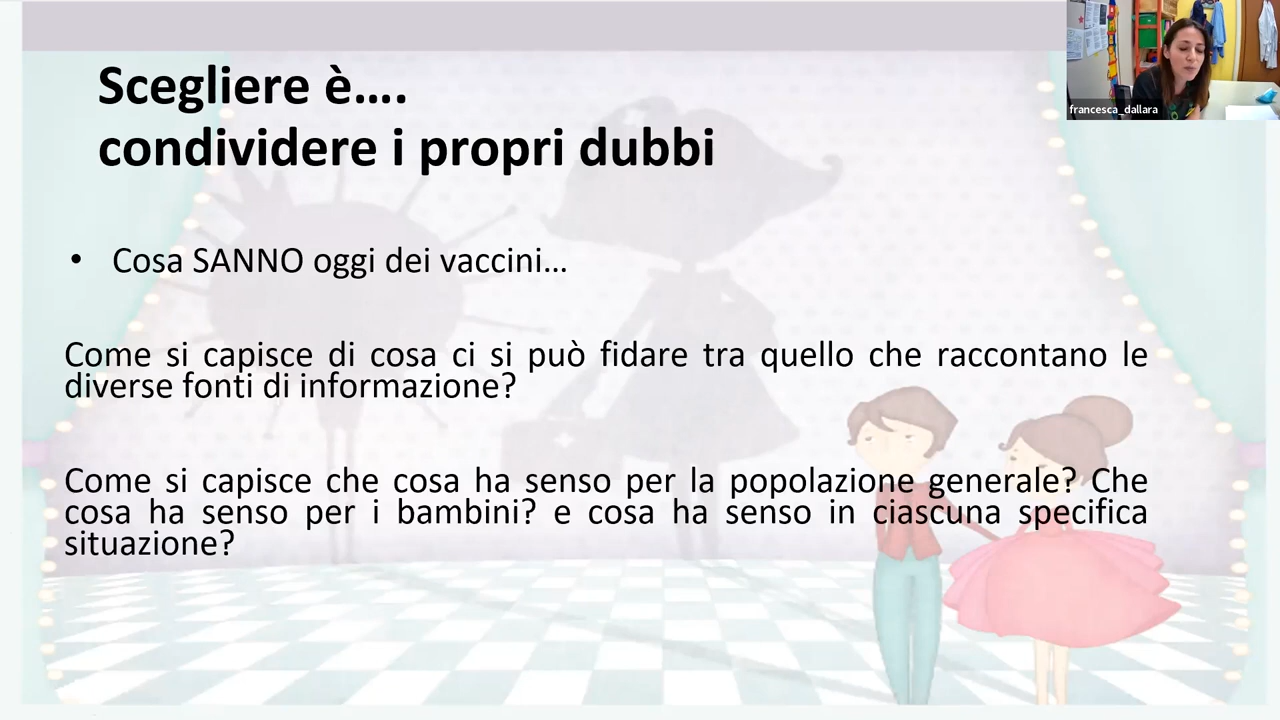 Scegliere è....
condividere i propri dubbi
• Cosa SANNO oggi dei vaccini...
Come si capisce di cosa ci si può fidare tra quello che raccontano le
diverse fonti di informazione?
Come si capisce che cosa ha senso per la popolazione generale? Che
cosa ha senso per i bambini? e cosa ha senso in ciascuna specifica
situazione?
francesca_dallara